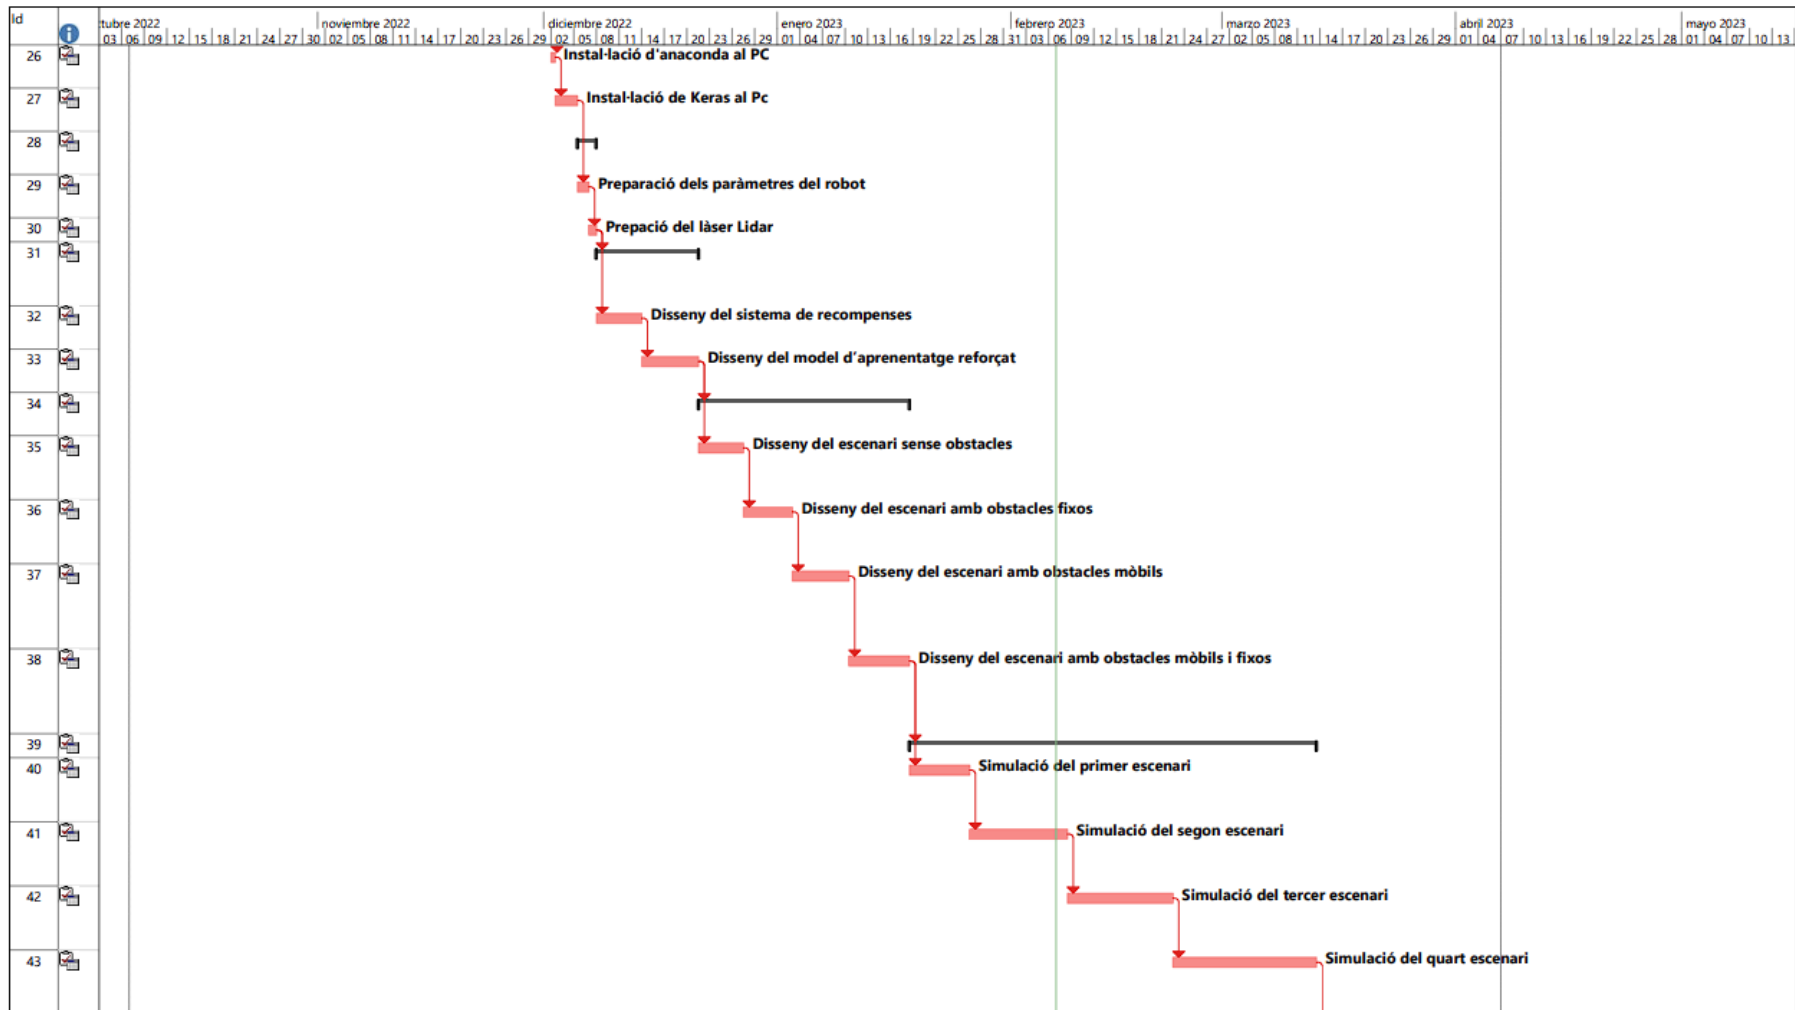 Id
tubre 2022 noviembre 2022 diciembre 2022 enero 2023 febrero 2023 marzo 2023 abril 2023 mayo 2023
03 06 09 12 15 18 21 24 27 30 02 05 08 11 14 17 20 23 26 29 02 05 08 11 14 17 20 23 26 29 01 04 07 10 13 16 19 22 25 28 31 03 06 09 12 15 18 21 24 27 02 05 08 11 14 17 20 23 26 29 01 04 07 10 13 16 19 22 25 28 01 04 07 10 13
26 Instal·lació d'anaconda al PC
27 Instal·lació de Keras al Pc
28
29 Preparació dels paràmetres del robot
30 Prepació del làser Lidar
31
32 Disseny del sistema de recompenses
33 Disseny del model d'aprenentatge reforçat
34
35 Disseny del escenari sense obstacles
36 Disseny del escenari amb obstacles fixos
37 Disseny del escenari amb obstacles mòbils
38 Disseny del escenari amb obstacles mòbils i fixos
39
40 Simulació del primer escenari
41 Simulació del segon escenari
42 Simulació del tercer escenari
43 Simulació del quart escenari